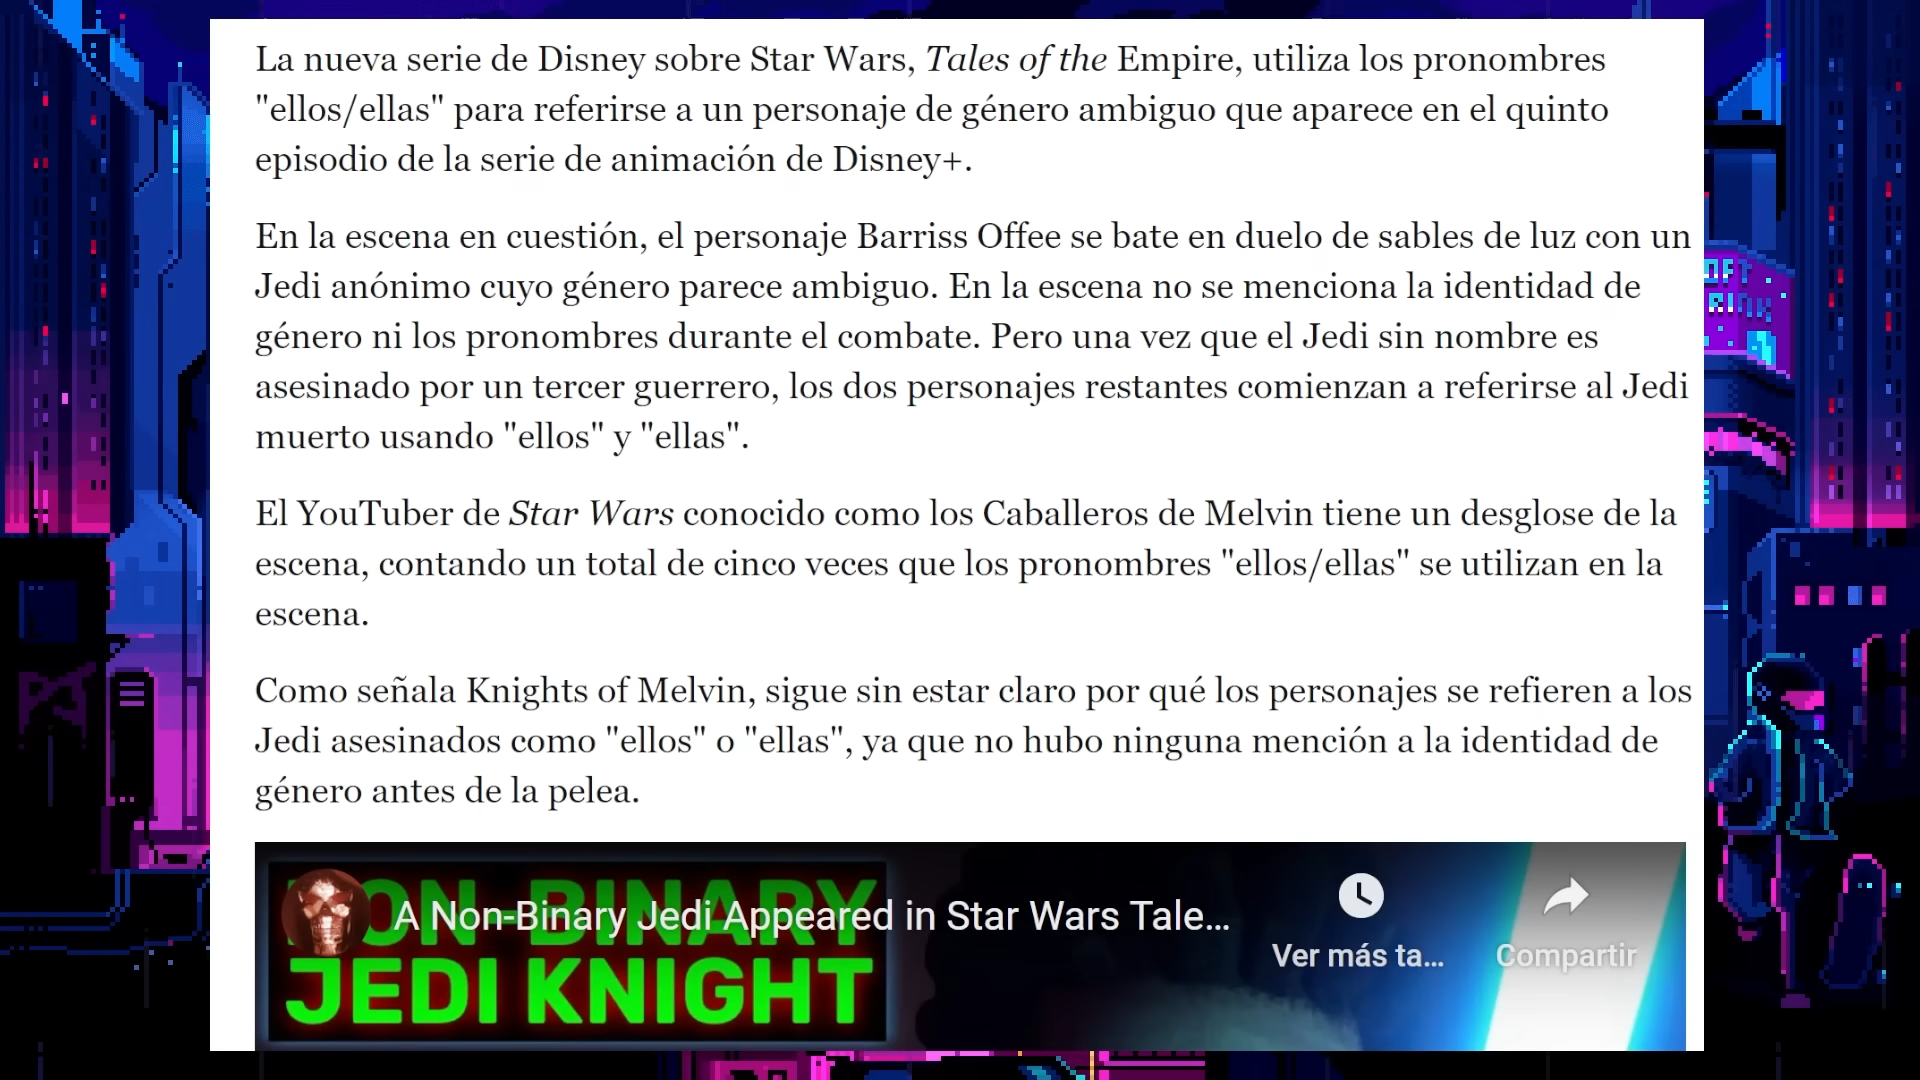 La nueva serie de Disney sobre Star Wars, Tales of the Empire, utiliza los pronombres
"ellos/ellas" para referirse a un personaje de género ambiguo que aparece en el quinto
episodio de la serie de animación de Disney+.
En la escena en cuestión, el personaje Barriss Offee se bate en duelo de sables de luz con un
Jedi anónimo cuyo género parece ambiguo. En la escena no se menciona la identidad de
género ni los pronombres durante el combate. Pero una vez que el Jedi sin nombre es
asesinado por un tercer guerrero, los dos personajes restantes comienzan a referirse al Jedi
muerto usando "ellos" y "ellas".
El YouTuber de Star Wars conocido como los Caballeros de Melvin tiene un desglose de la
escena, contando un total de cinco veces que los pronombres "ellos/ellas" se utilizan en la
escena.
Como señala Knights of Melvin, sigue sin estar claro por qué los personajes se refieren a los
Jedi asesinados como "ellos" o "ellas", ya que no hubo ninguna mención a la identidad de
género antes de la pelea.
A Non-Binary Jedi Appeared in Star Wars Tale...
Ver más ta...
Compartir
NON-BINARY
JEDI KNIGHT